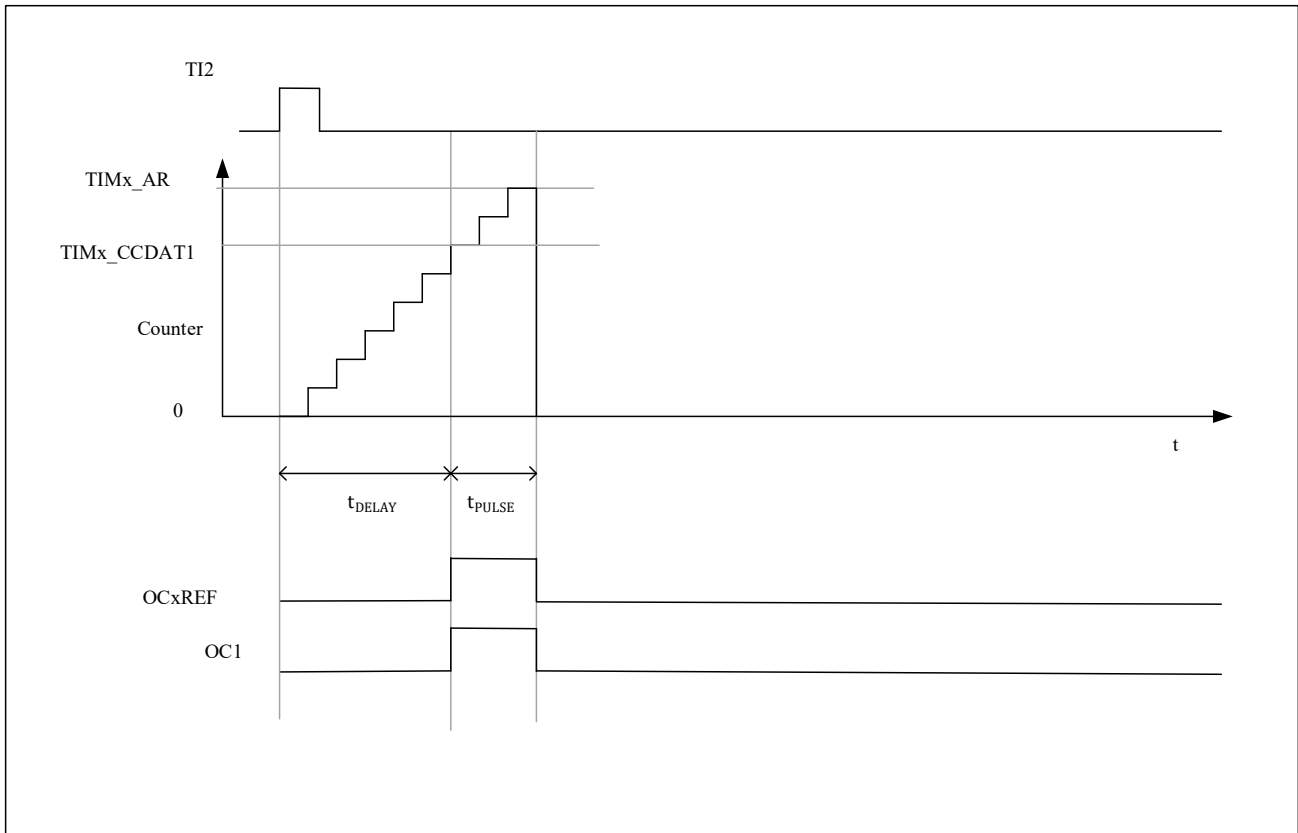 TI2
TIMx_AR
TIMx_CCDAT1
Counter
0
t
tDELAY
tPULSE
OCxREF
OC1